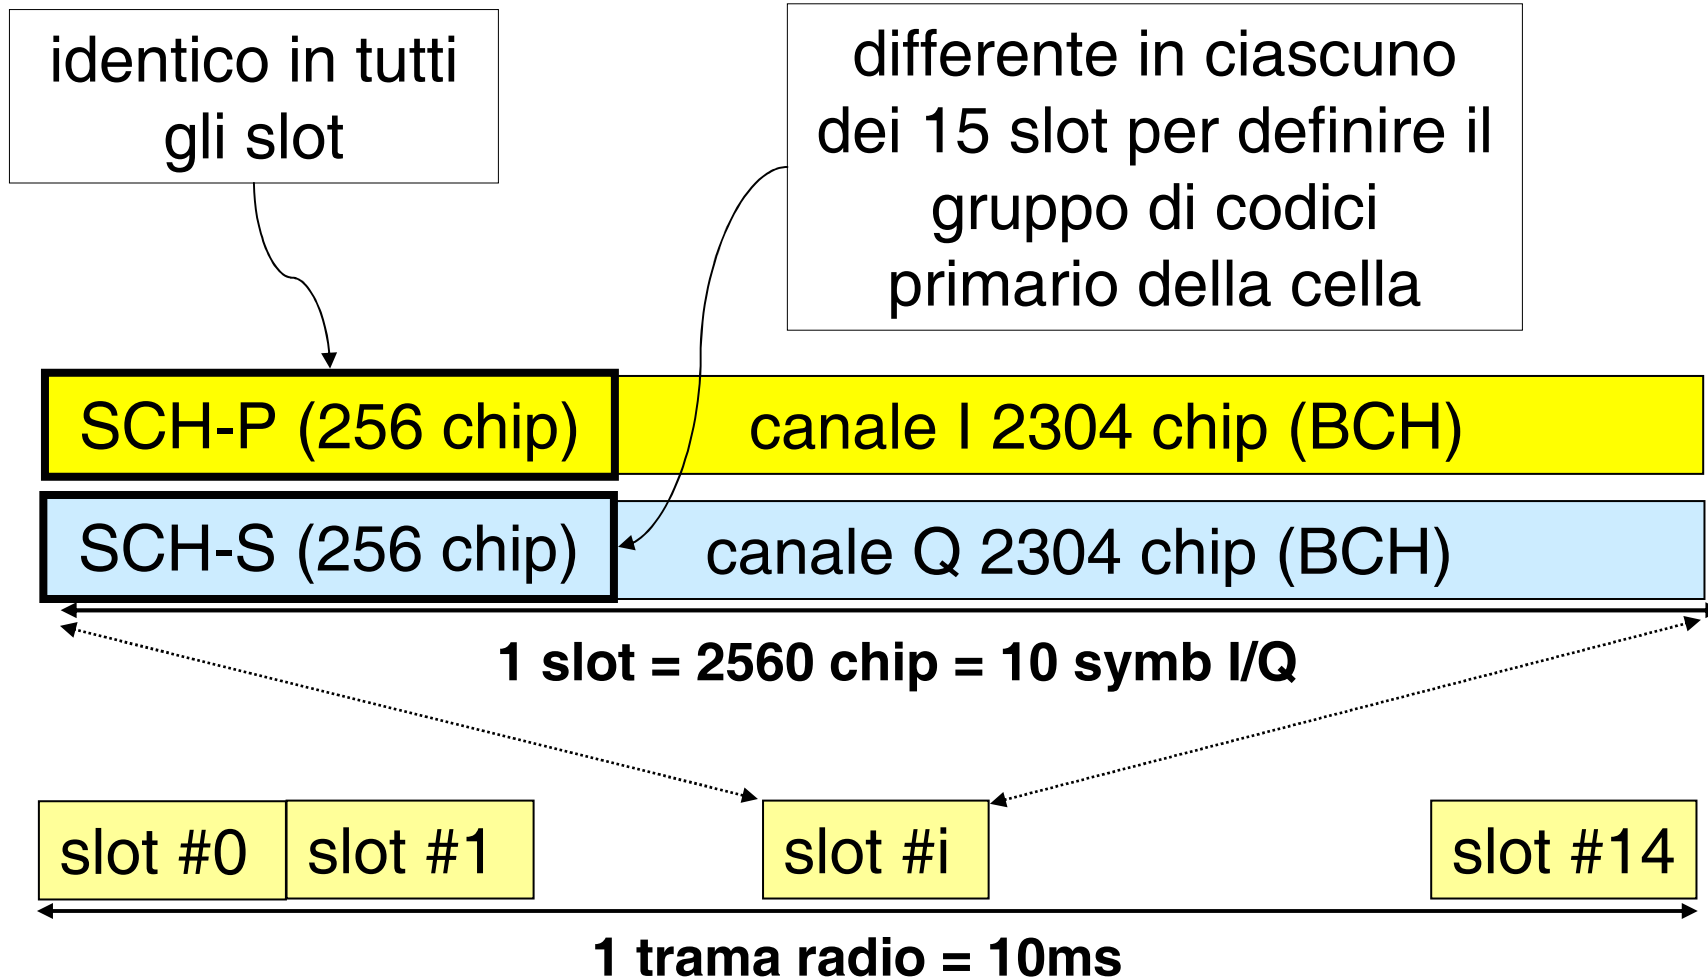 identico in tutti
gli slot
differente in ciascuno
dei 15 slot per definire il
gruppo di codici
primario della cella
SCH-P (256 chip)
canale I 2304 chip (BCH)
SCH-S (256 chip)
canale Q 2304 chip (BCH)
1 slot = 2560 chip = 10 symb I/Q
slot #0
slot #1
slot #i
slot #14
1 trama radio = 10ms